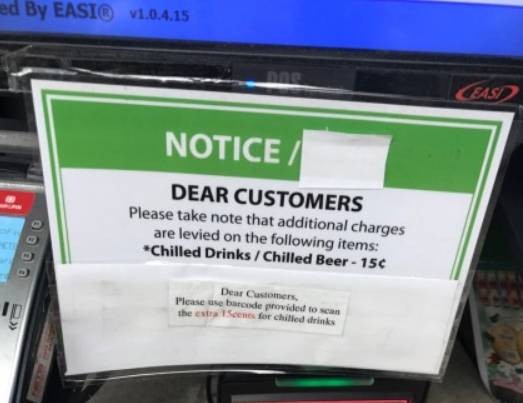 ed By EASI® v1.0.4.15
EASI
NOTICE /
DEAR CUSTOMERS
Please take note that additional charges
are levied on the following items:
*Chilled Drinks / Chilled Beer - 15¢
Dear Customers,
Please use barcode provided to scan
the extra 15cents for chilled drinks